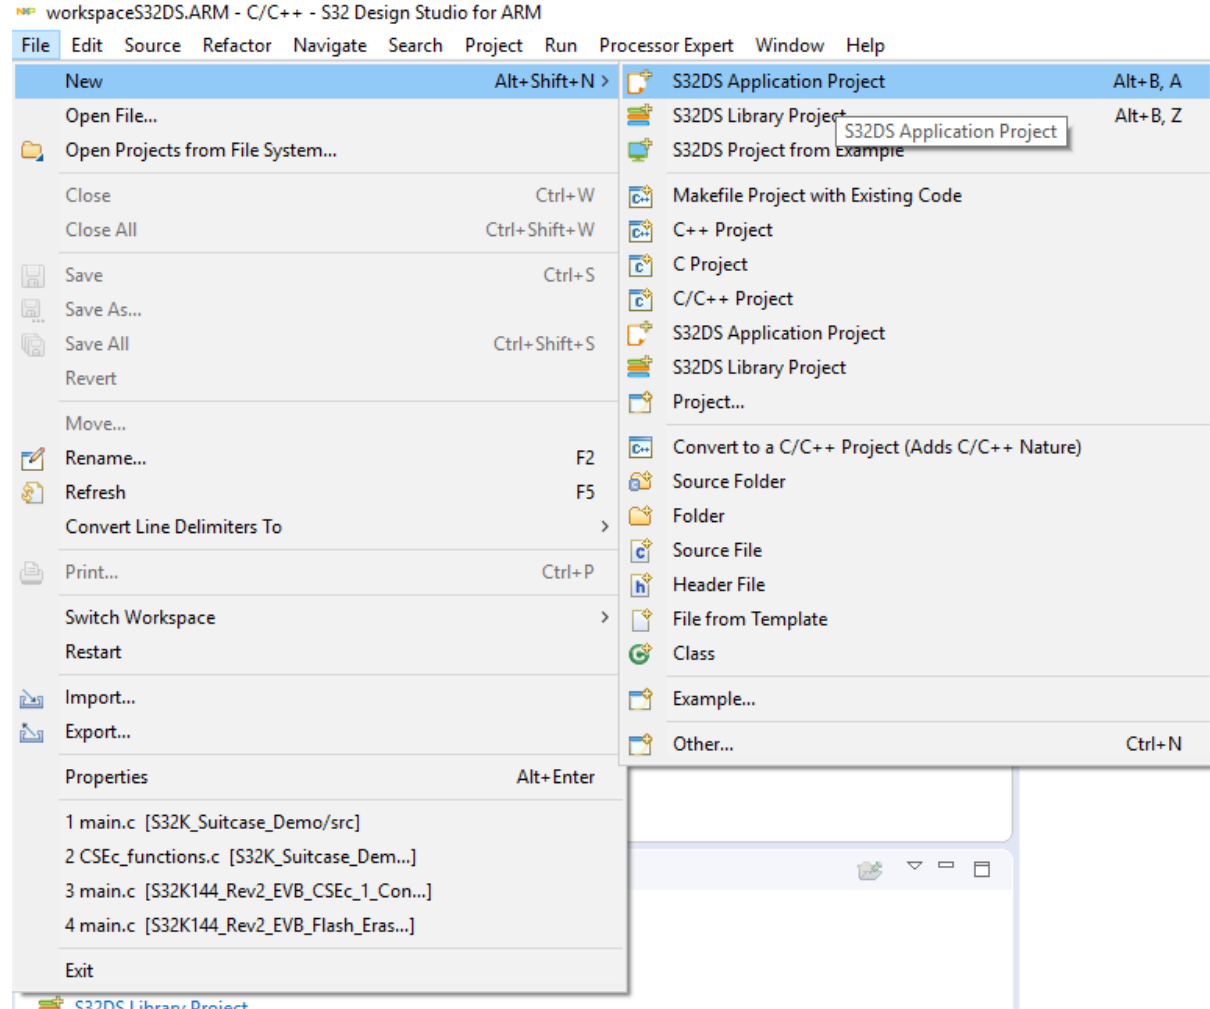 NXP workspaceS32DS.ARM - C/C++ - S32 Design Studio for ARM
File Edit Source Refactor Navigate Search Project Run Processor Expert Window Help
New Alt+Shift+N >
Open File...
Open Projects from File System...
Close Ctrl+W
Close All Ctrl+Shift+W
Save Ctrl+S
Save As...
Save All Ctrl+Shift+S
Revert
Move...
Rename... F2
Refresh F5
Convert Line Delimiters To >
Print... Ctrl+P
Switch Workspace >
Restart
Import...
Export...
Properties Alt+Enter
1 main.c [S32K_Suitcase_Demo/src]
2 CSEc_functions.c [S32K_Suitcase_Dem...]
3 main.c [S32K144_Rev2_EVB_CSEc_1_Con...]
4 main.c [S32K144_Rev2_EVB_Flash_Eras...]
Exit
S32DS Library Project
S32DS Application Project Alt+B, A
S32DS Library Project Alt+B, Z
S32DS Application Project
S32DS Project from Example
Makefile Project with Existing Code
C++ Project
C Project
C/C++ Project
S32DS Application Project
S32DS Library Project
Project...
Convert to a C/C++ Project (Adds C/C++ Nature)
Source Folder
Folder
Source File
Header File
File from Template
Class
Example...
Other... Ctrl+N